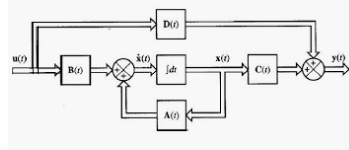 D(t)
u(t) ẋ(t) x(t) y(t)
B(t) + + ∫dt C(t) + +
A(t)